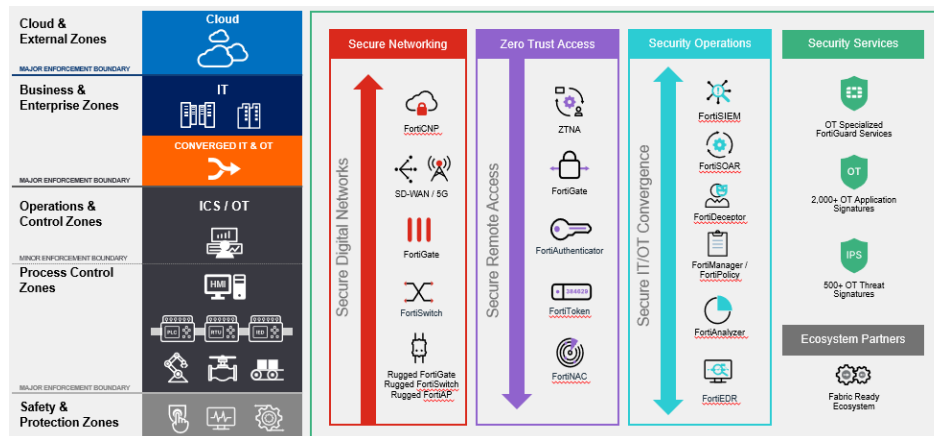 Cloud &
External Zones
MAJOR ENFORCEMENT BOUNDARY
Business &
Enterprise Zones
MAJOR ENFORCEMENT BOUNDARY
Operations &
Control Zones
MINOR ENFORCEMENT BOUNDARY
Process Control
Zones
MAJOR ENFORCEMENT BOUNDARY
Safety &
Protection Zones
Cloud
IT
CONVERGED IT & OT
ICS / OT
HMI
PLC
RTU
IED
Secure Networking
Secure Digital Networks
FortiCNP
SD-WAN / 5G
FortiGate
FortiSwitch
Rugged FortiGate
Rugged FortiSwitch
Rugged FortiAP
Zero Trust Access
Secure Remote Access
ZTNA
FortiGate
FortiAuthenticator
384628
FortiToken
FortiNAC
Security Operations
Secure IT/OT Convergence
FortiSIEM
FortiSOAR
FortiDeceptor
FortiManager /
FortiPolicy
FortiAnalyzer
FortiEDR
Security Services
OT Specialized
FortiGuard Services
OT
2,000+ OT Application
Signatures
IPS
500+ OT Threat
Signatures
Ecosystem Partners
Fabric Ready
Ecosystem